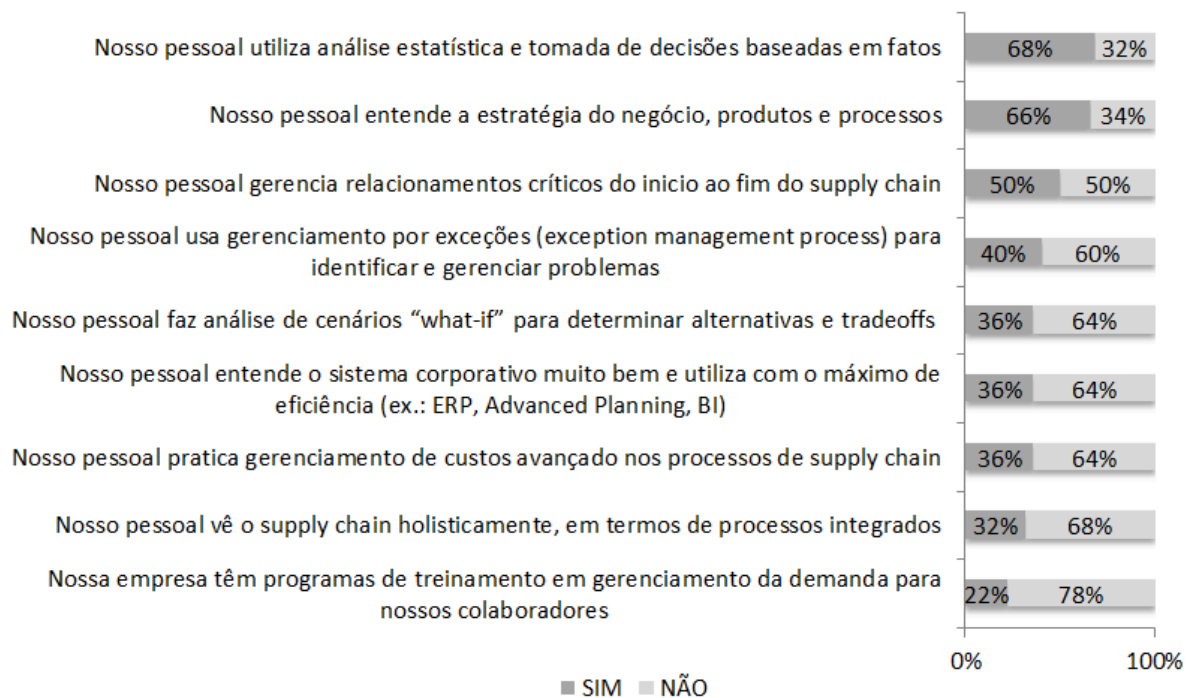 Nosso pessoal utiliza análise estatística e tomada de decisões baseadas em fatos
68% 32%
Nosso pessoal entende a estratégia do negócio, produtos e processos
66% 34%
Nosso pessoal gerencia relacionamentos críticos do inicio ao fim do supply chain
50% 50%
Nosso pessoal usa gerenciamento por exceções (exception management process) para
identificar e gerenciar problemas
40% 60%
Nosso pessoal faz análise de cenários “what-if” para determinar alternativas e tradeoffs
36% 64%
Nosso pessoal entende o sistema corporativo muito bem e utiliza com o máximo de
eficiência (ex.: ERP, Advanced Planning, BI)
36% 64%
Nosso pessoal pratica gerenciamento de custos avançado nos processos de supply chain
36% 64%
Nosso pessoal vê o supply chain holisticamente, em termos de processos integrados
32% 68%
Nossa empresa têm programas de treinamento em gerenciamento da demanda para
nossos colaboradores
22% 78%
0% 100%
SIM NÃO